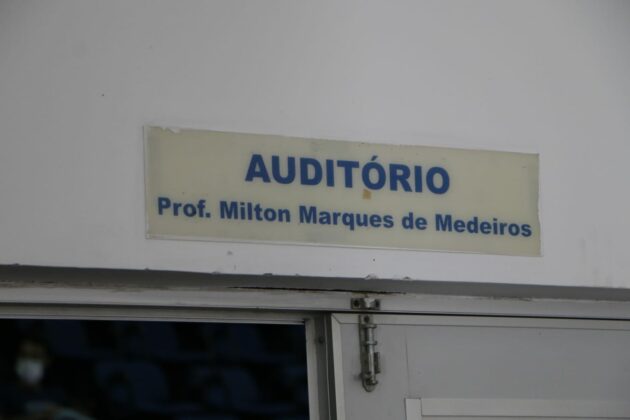 AUDITÓRIO
Prof. Milton Marques de Medeiros